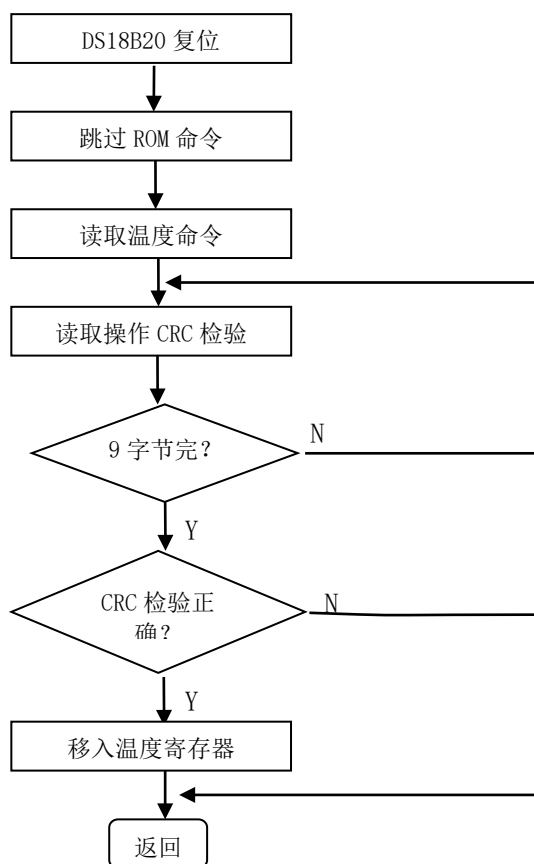 DS18B20 复位
跳过 ROM 命令
读取温度命令
读取操作 CRC 检验
9 字节完?
N
Y
CRC 检验正
确?
N
Y
移入温度寄存器
返回